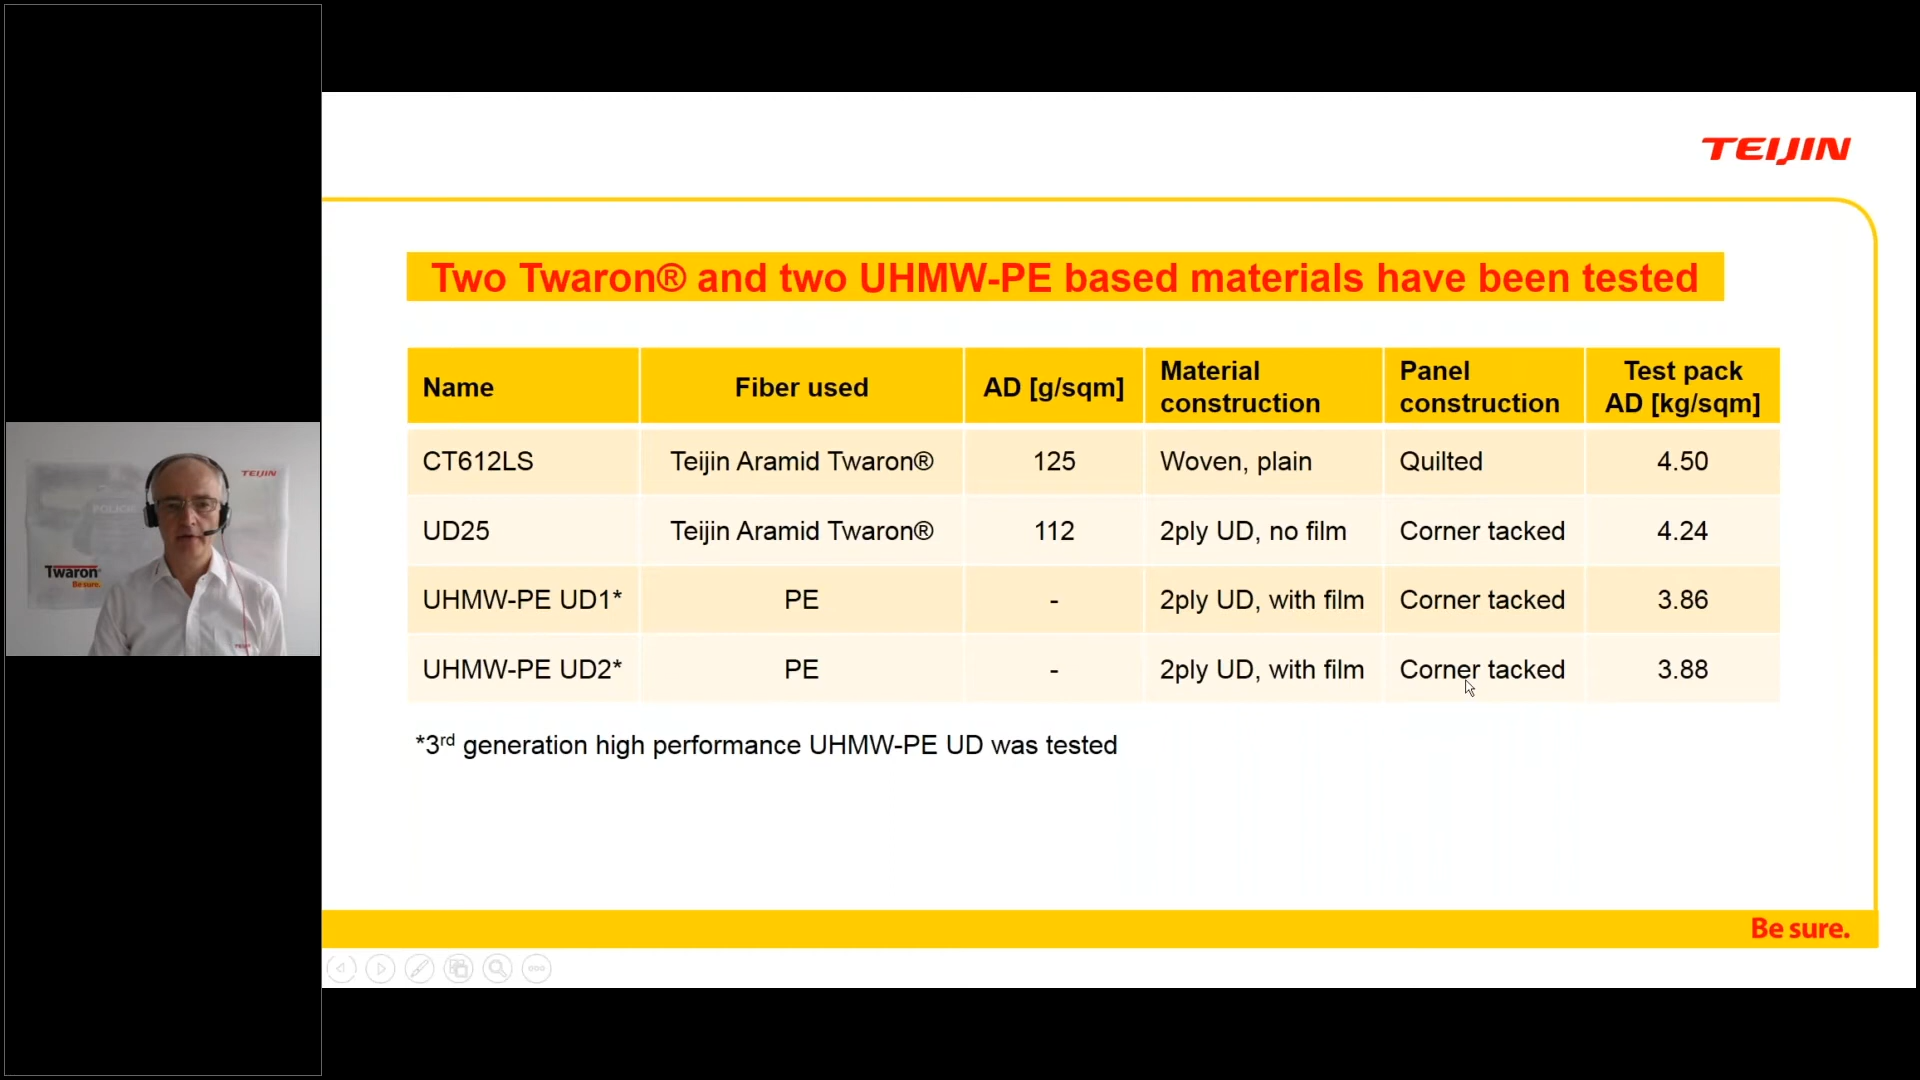 TEIJIN
Two Twaron® and two UHMW-PE based materials have been tested
Name Fiber used AD [g/sqm] Material construction Panel construction Test pack AD [kg/sqm]
CT612LS Teijin Aramid Twaron® 125 Woven, plain Quilted 4.50
UD25 Teijin Aramid Twaron® 112 2ply UD, no film Corner tacked 4.24
UHMW-PE UD1* PE - 2ply UD, with film Corner tacked 3.86
UHMW-PE UD2* PE - 2ply UD, with film Corner tacked 3.88
*3rd generation high performance UHMW-PE UD was tested
Be sure.
TEIJIN
POLICE
Twaron®
Be sure.